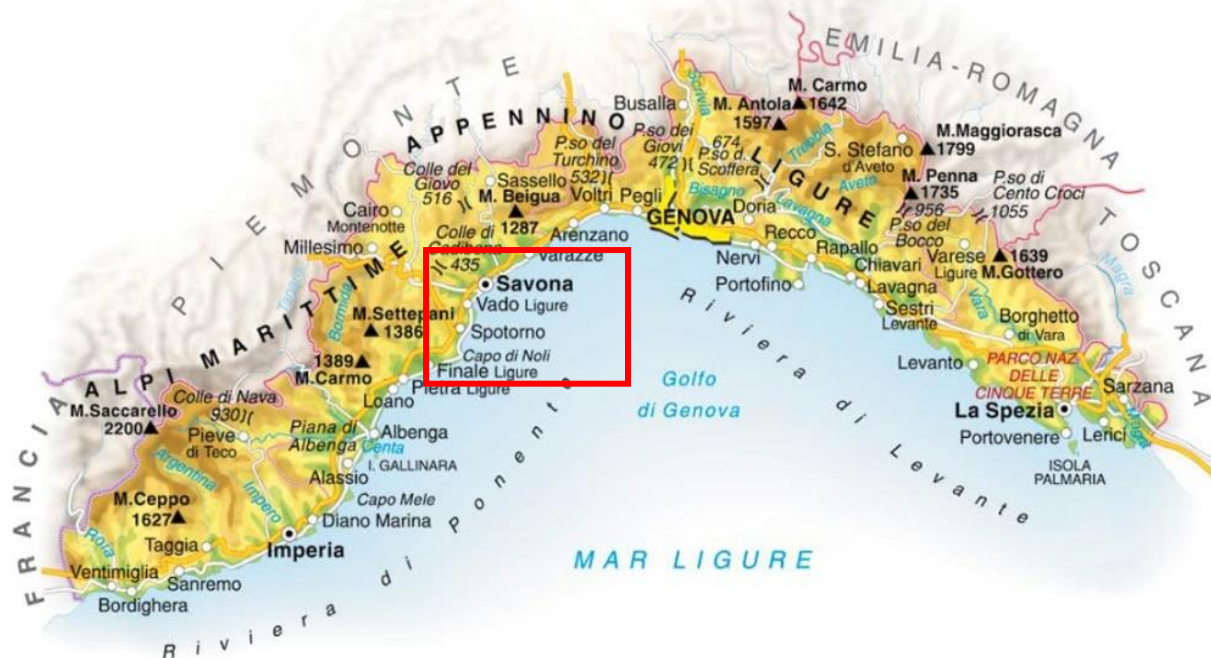 EMILIA-ROMAGNA
PIEMONTE
TOSCANA
FRANCIA
APPENNINO
LIGURE
ALPI MARITTIME
M. Carmo
1642
M. Antola
1597
Busalla
Scrivia
P.so dei
Giovi
472
P.so d.
Scoffera
674
Trebbia
S. Stefano
d'Aveto
M.Maggiorasca
1799
M. Penna
1735
P.so di
Cento Croci
1055
956
P.so del
Bocco
Aveto
Lavagna
Bisagno
P.so del
Turchino
532
Colle del
Giovo
516
Sassello
M. Beigua
1287
Voltri
Pegli
GENOVA
Doria
Recco
Rapallo
Chiavari
Lavagna
Sestri
Levante
Nervi
Portofino
Varese
Ligure
1639
M.Gottero
Magra
Vara
Borghetto
di Vara
Levanto
PARCO NAZ
DELLE
CINQUE TERRE
Sarzana
La Spezia
Portovenere
Lerici
Magra
ISOLA
PALMARIA
Cairo
Montenotte
Millesimo
Colle di
Cadibona
435
Arenzano
Varazze
Savona
Vado Ligure
Spotorno
Capo di Noli
Finale Ligure
Pietra Ligure
Loano
Bormida
M.Settepani
1386
1389
M.Carmo
Colle di Nava
930
M.Saccarello
2200
Pieve
di Teco
Piana di
Albenga
Centa
Albenga
I. GALLINARA
Alassio
Capo Mele
Diano Marina
Argentina
Impero
M.Ceppo
1627
Imperia
Taggia
Roia
Ventimiglia
Sanremo
Bordighera
Riviera di Ponente
Riviera di Levante
Golfo
di Genova
MAR LIGURE